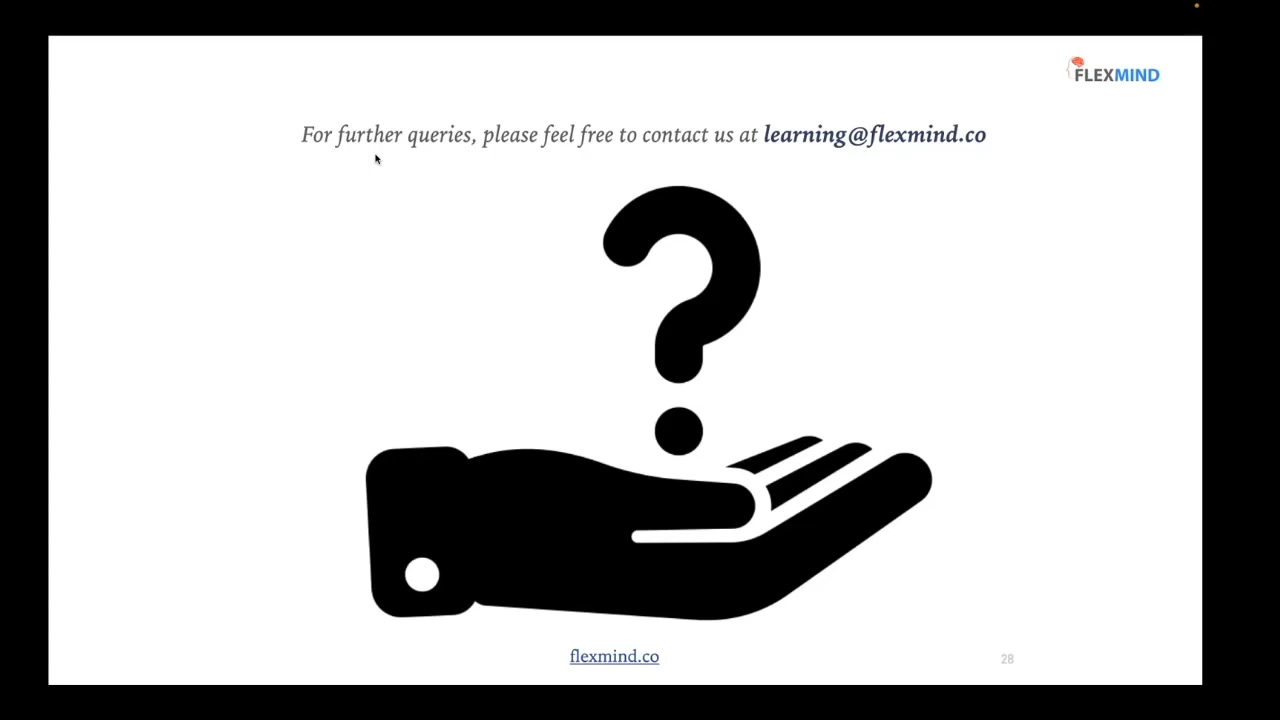 FLEXMIND
For further queries, please feel free to contact us at learning@flexmind.co
?
flexmind.co
28